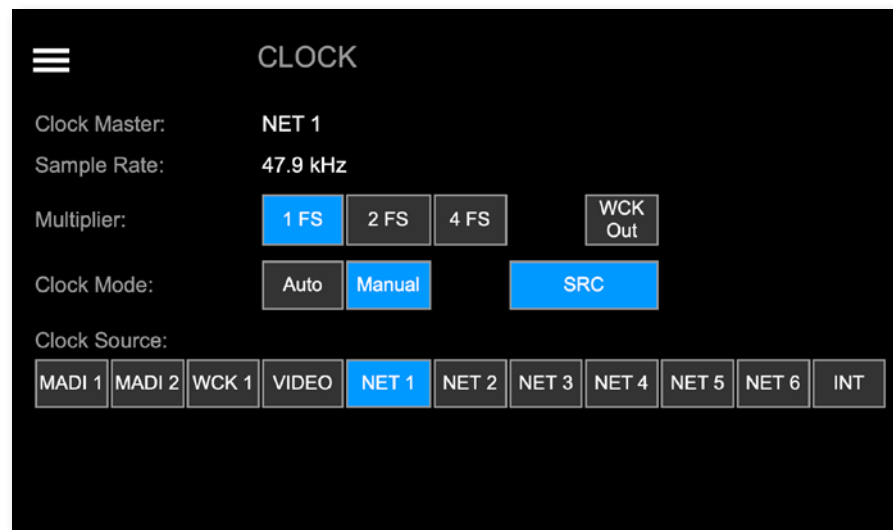 CLOCK
Clock Master: NET 1
Sample Rate: 47.9 kHz
Multiplier: 1 FS 2 FS 4 FS WCK Out
Clock Mode: Auto Manual SRC
Clock Source:
MADI 1 MADI 2 WCK 1 VIDEO NET 1 NET 2 NET 3 NET 4 NET 5 NET 6 INT